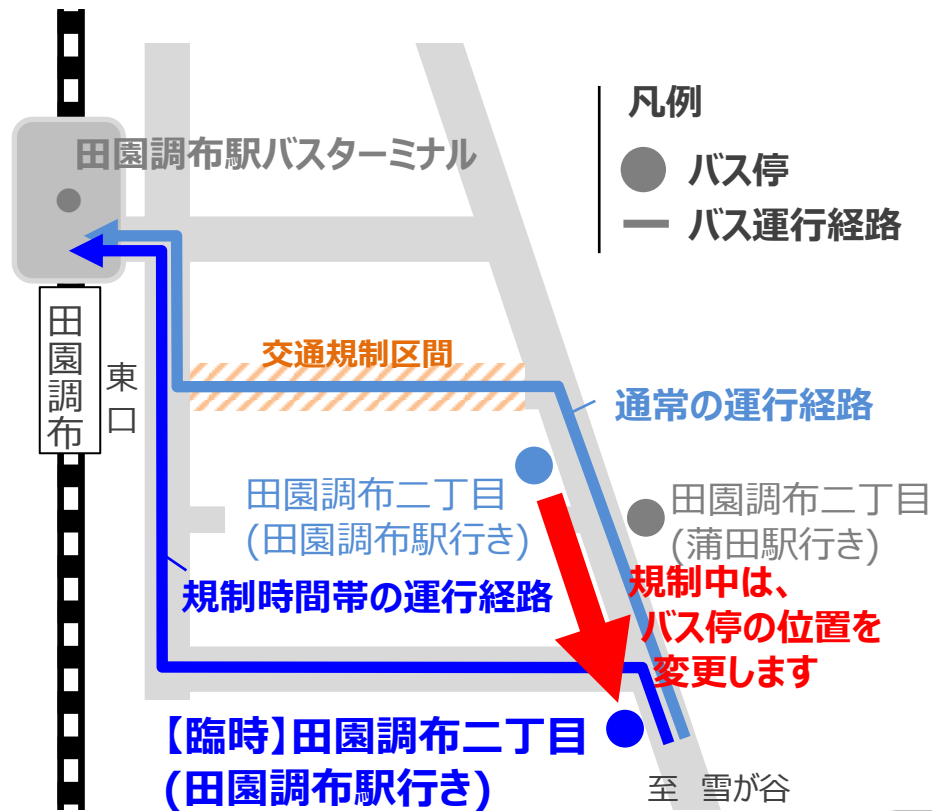 凡例
バス停
バス運行経路
田園調布駅バスターミナル
田園調布
東口
交通規制区間
通常の運行経路
田園調布二丁目
(田園調布駅行き)
田園調布二丁目
(蒲田駅行き)
規制時間帯の運行経路
規制中は、
バス停の位置を
変更します
【臨時】田園調布二丁目
(田園調布駅行き)
至 雪が谷